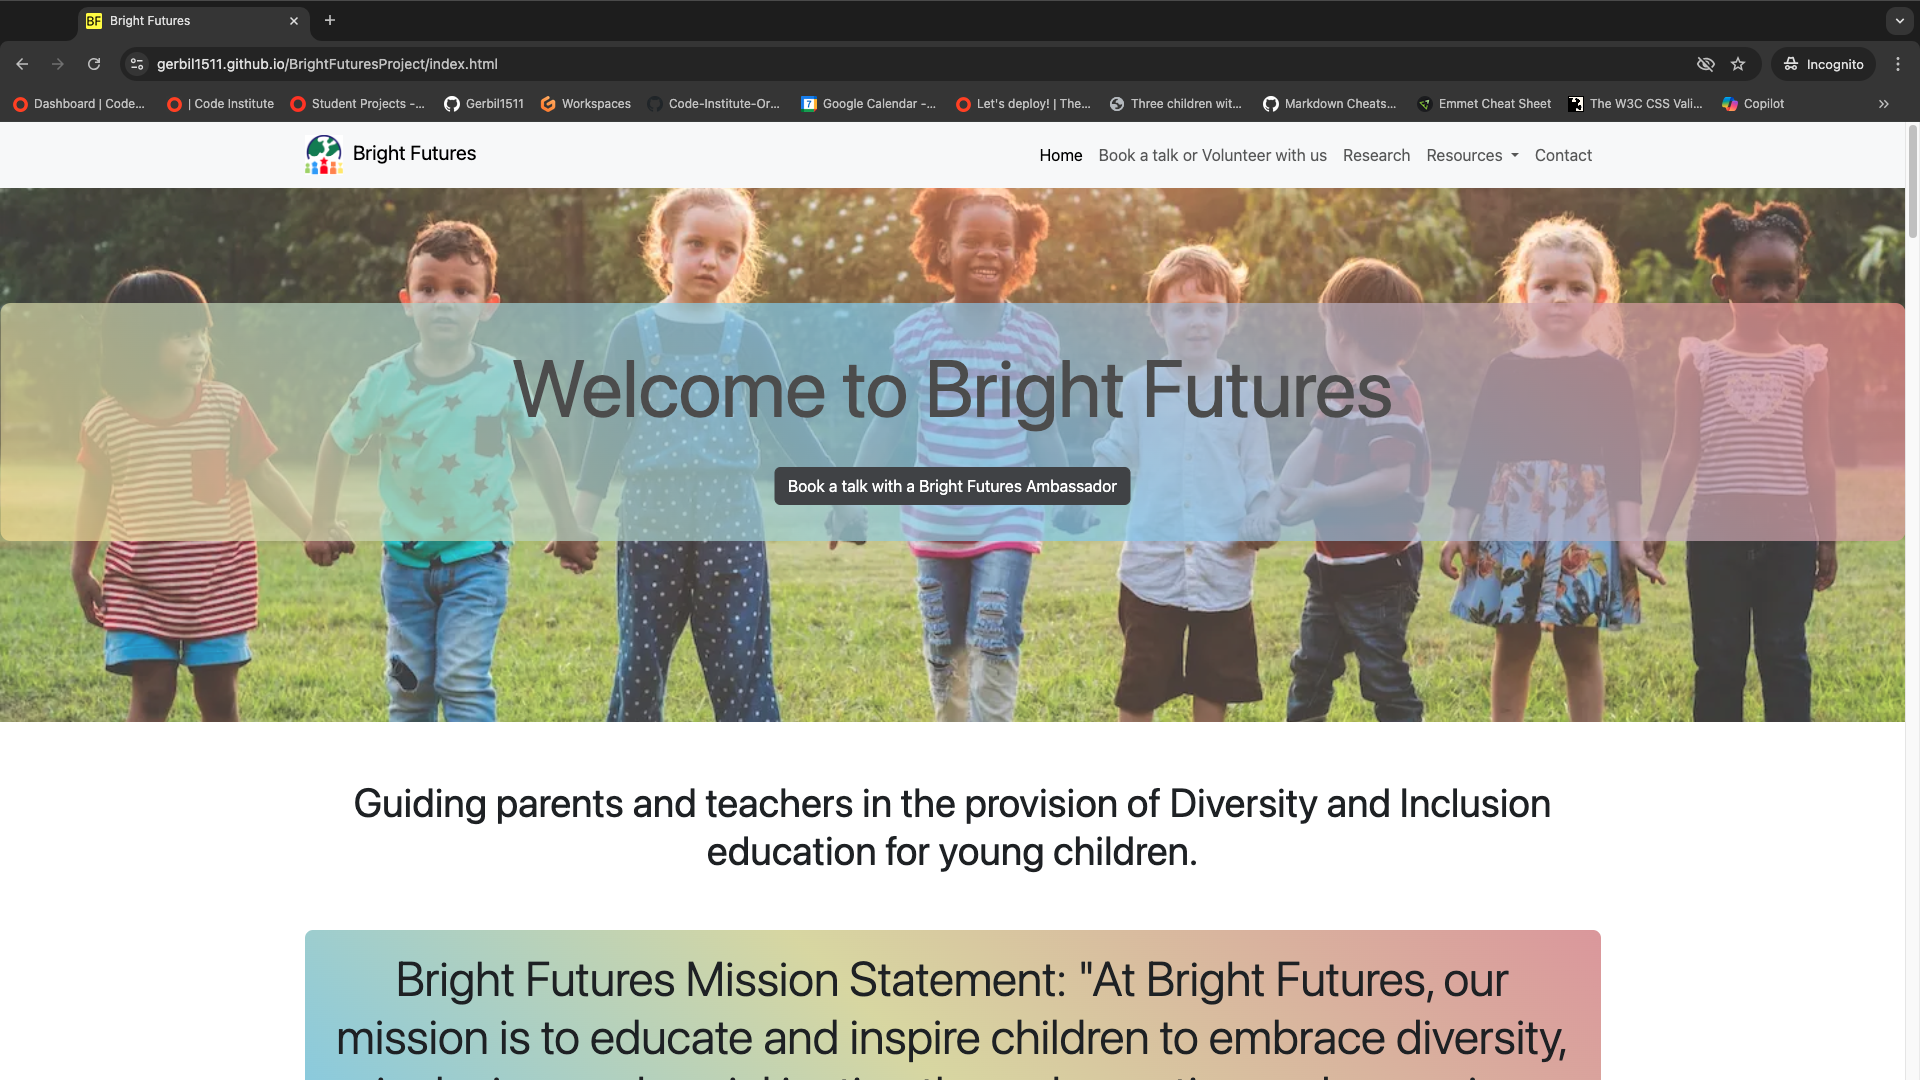 BF Bright Futures
gerbil1511.github.io/BrightFuturesProject/index.html
Incognito
Dashboard | Code...
| Code Institute
Student Projects -...
Gerbil1511
Workspaces
Code-Institute-Or...
7 Google Calendar -...
Let's deploy! | The...
Three children wit...
Markdown Cheats...
Emmet Cheat Sheet
The W3C CSS Vali...
Copilot
Bright Futures
Home
Book a talk or Volunteer with us
Research
Resources
Contact
Welcome to Bright Futures
Book a talk with a Bright Futures Ambassador
Guiding parents and teachers in the provision of Diversity and Inclusion
education for young children.
Bright Futures Mission Statement: "At Bright Futures, our
mission is to educate and inspire children to embrace diversity,